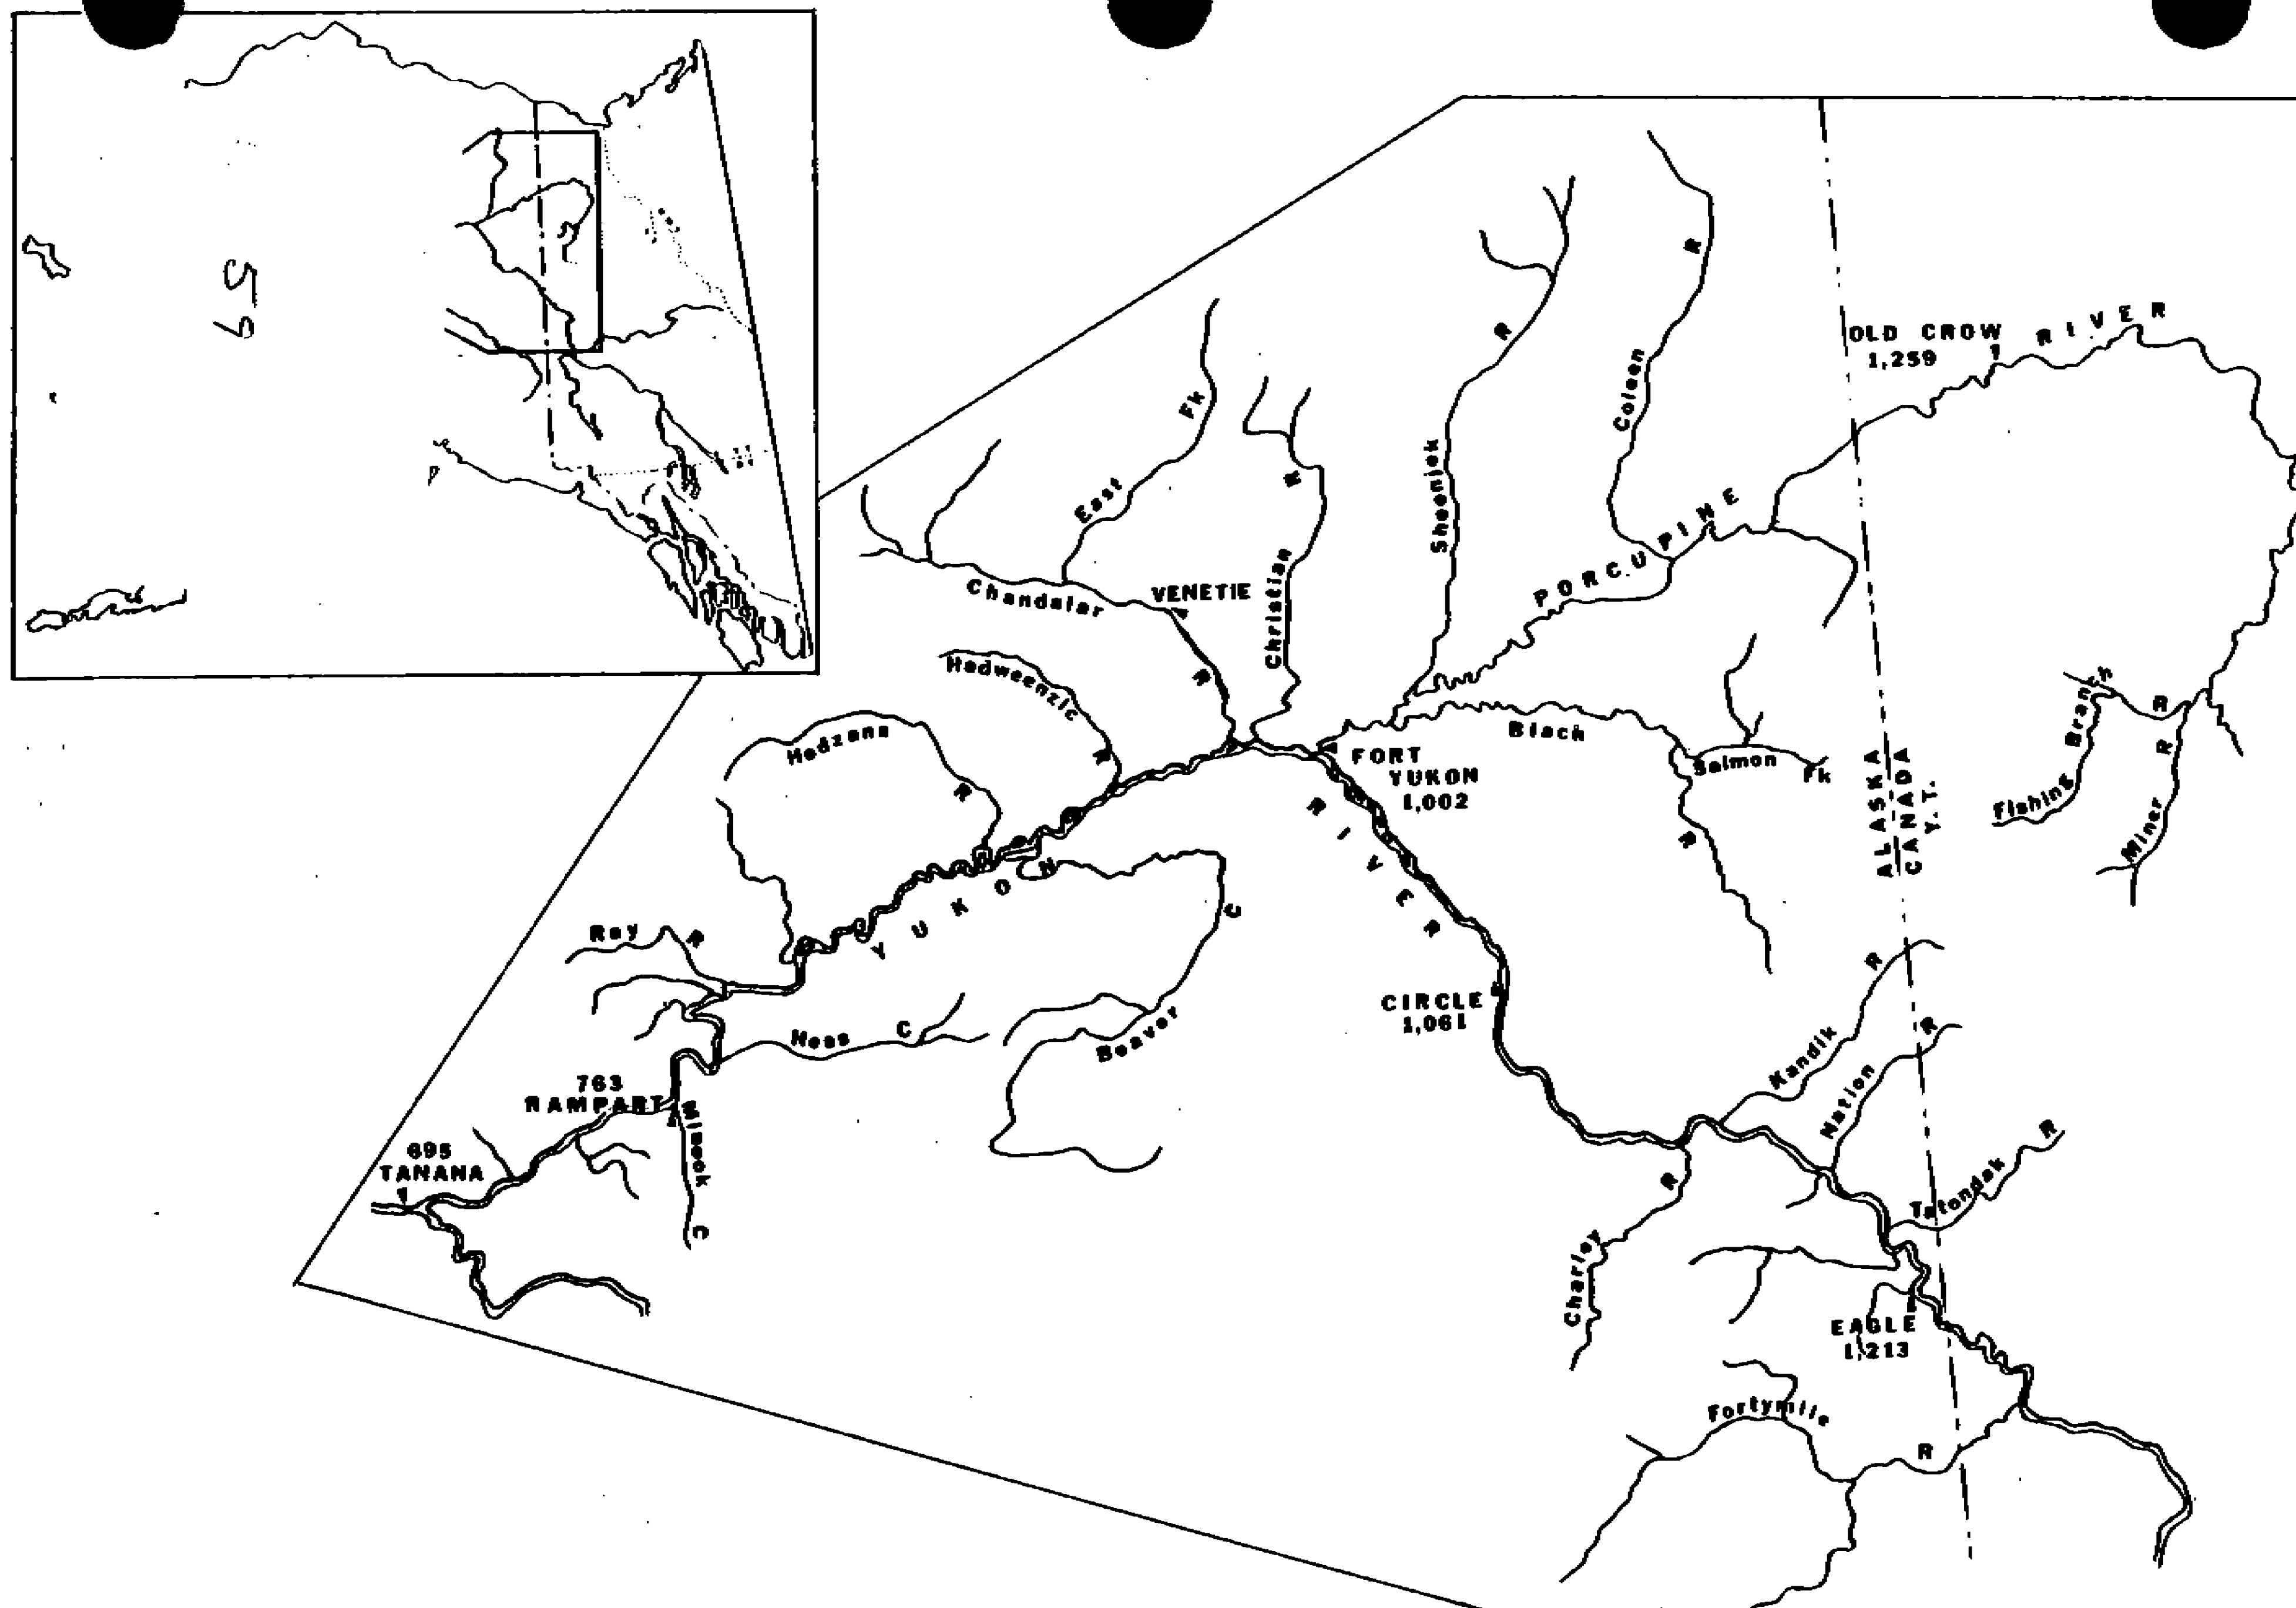 59
OLD CROW
1,259
RIVER
R
R
Coleen
Fk
East
R
Sheenjek
PORCUPINE
Chandalar
VENETIE
R
Christian
Hadweenzic
R
Hodzana
R
Black
FORT
YUKON
1,002
Salmon
Fk
R
Branch
R
Fishing
R
Miner
ALASKA
CANADA
Y.T.
YUKON
RIVER
Ray
R
Hess
C
Beaver
C
CIRCLE
1,061
Kandik
R
Nation
R
763
RAMPART
C
695
TANANA
R
Charley
R
EAGLE
1,213
Fortymile
R